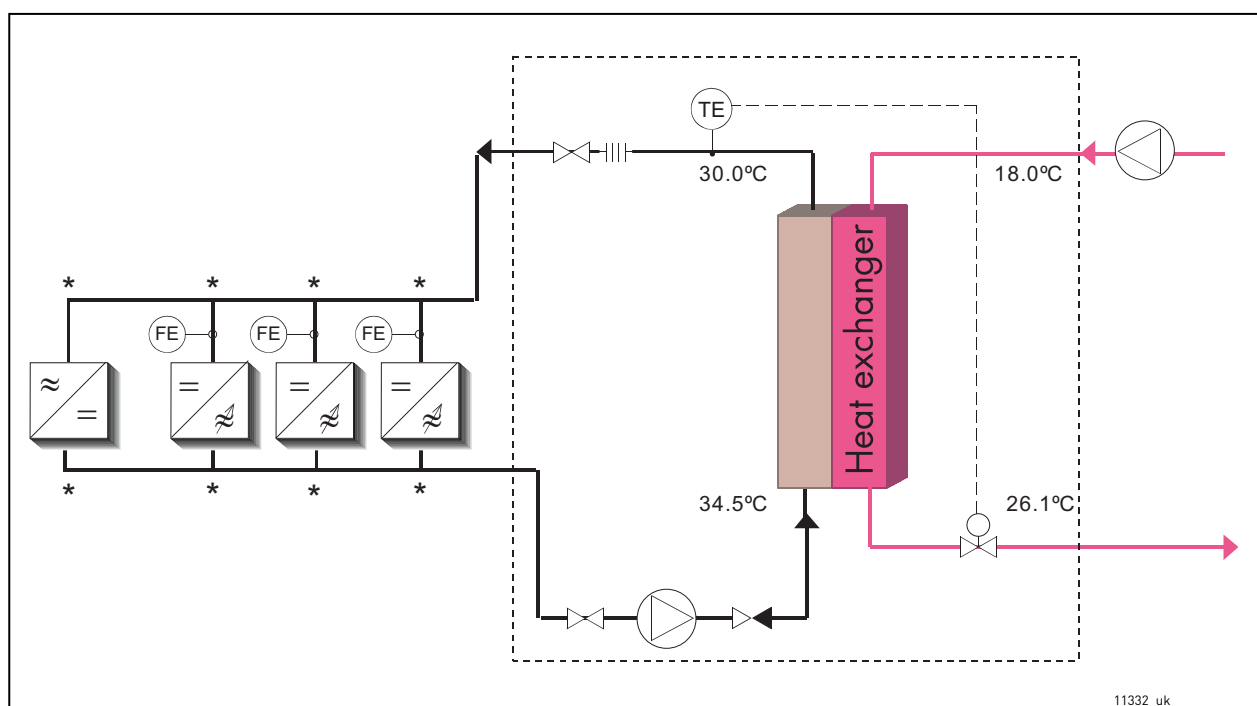 TE
30.0ºC
18.0ºC
* * * *
FE FE FE
≈ = = ≈ = ≈ = ≈
Heat exchanger
* * * *
34.5ºC
26.1ºC
11332_uk